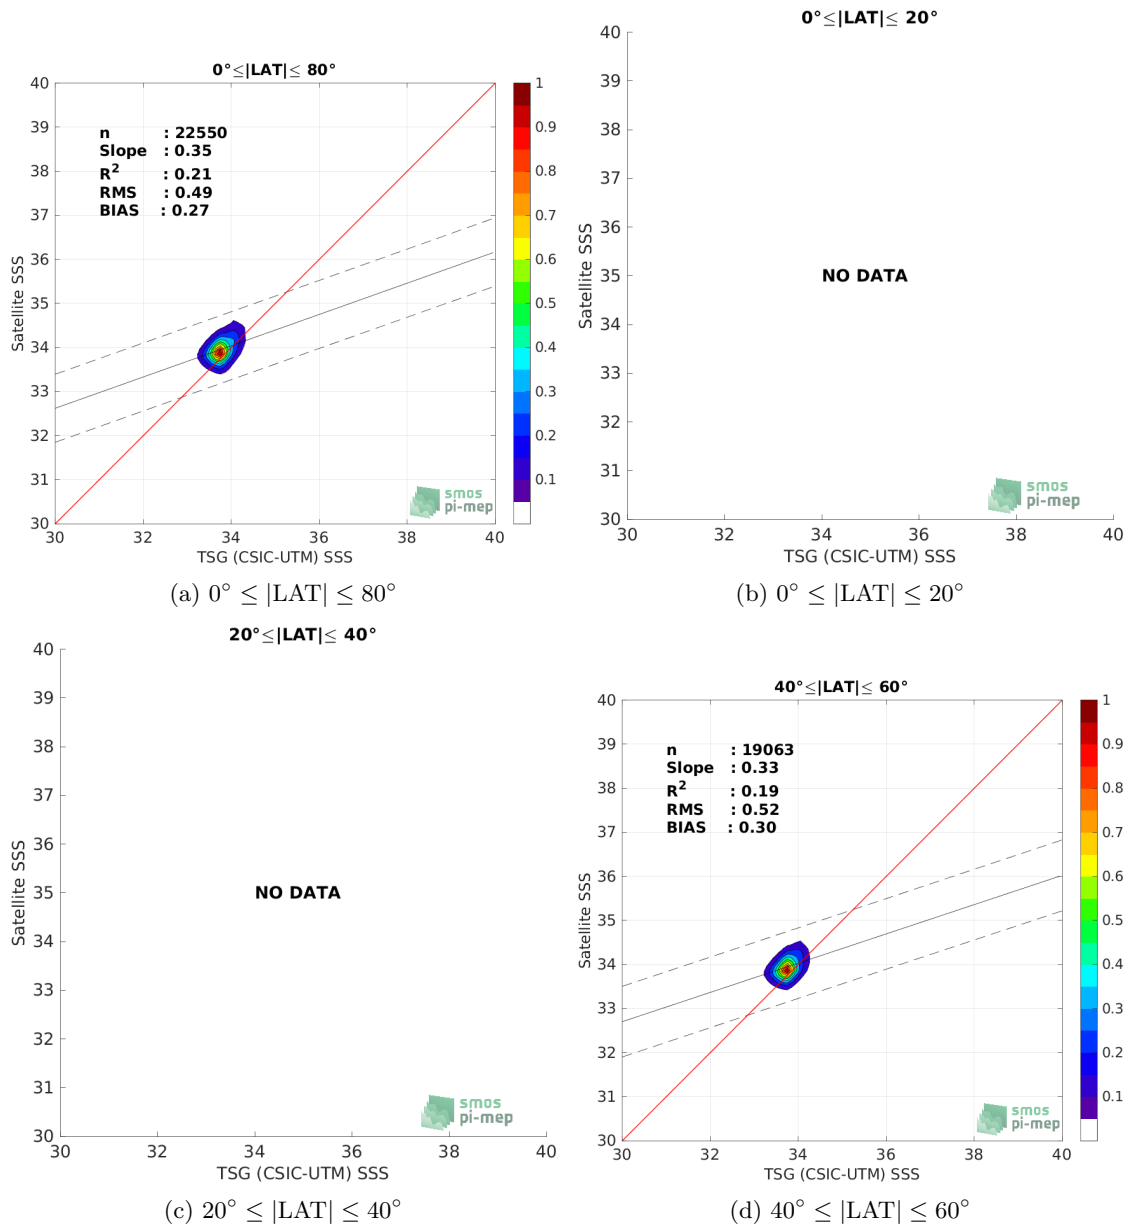 0°≤|LAT|≤ 80°
40
39
38
37
36
35
34
33
32
31
30
Satellite SSS
n : 22550
Slope : 0.35
R² : 0.21
RMS : 0.49
BIAS : 0.27
smos
pi-mep
30 32 34 36 38 40
TSG (CSIC-UTM) SSS
1
0.9
0.8
0.7
0.6
0.5
0.4
0.3
0.2
0.1
(a) 0° ≤ |LAT| ≤ 80°
0°≤|LAT|≤ 20°
40
39
38
37
36
35
34
33
32
31
30
Satellite SSS
NO DATA
smos
pi-mep
30 32 34 36 38 40
TSG (CSIC-UTM) SSS
(b) 0° ≤ |LAT| ≤ 20°
20°≤|LAT|≤ 40°
40
39
38
37
36
35
34
33
32
31
30
Satellite SSS
NO DATA
smos
pi-mep
30 32 34 36 38 40
TSG (CSIC-UTM) SSS
(c) 20° ≤ |LAT| ≤ 40°
40°≤|LAT|≤ 60°
40
39
38
37
36
35
34
33
32
31
30
Satellite SSS
n : 19063
Slope : 0.33
R² : 0.19
RMS : 0.52
BIAS : 0.30
smos
pi-mep
30 32 34 36 38 40
TSG (CSIC-UTM) SSS
1
0.9
0.8
0.7
0.6
0.5
0.4
0.3
0.2
0.1
(d) 40° ≤ |LAT| ≤ 60°